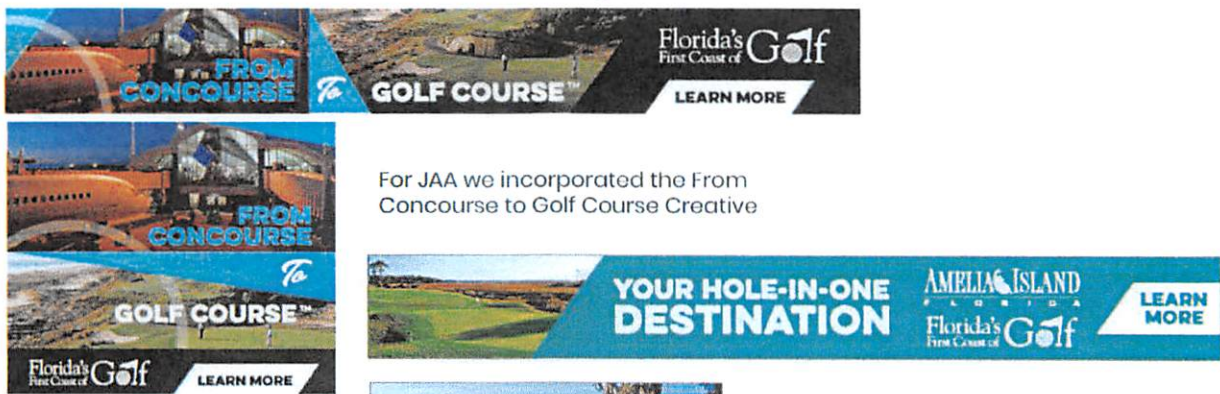 FROM
CONCOURSE To GOLF COURSE™
Florida's
First Coast of Golf
LEARN MORE
FROM
CONCOURSE
To
GOLF COURSE™
Florida's
First Coast of Golf
LEARN MORE
For JAA we incorporated the From
Concourse to Golf Course Creative
YOUR HOLE-IN-ONE
DESTINATION
AMELIA ISLAND
FLORIDA
Florida's
First Coast of Golf
LEARN
MORE